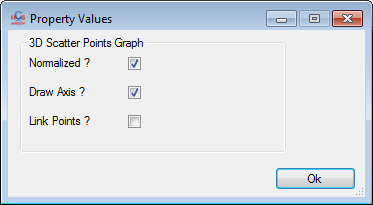 Property Values
3D Scatter Points Graph
Normalized ?
Draw Axis ?
Link Points ?
Ok